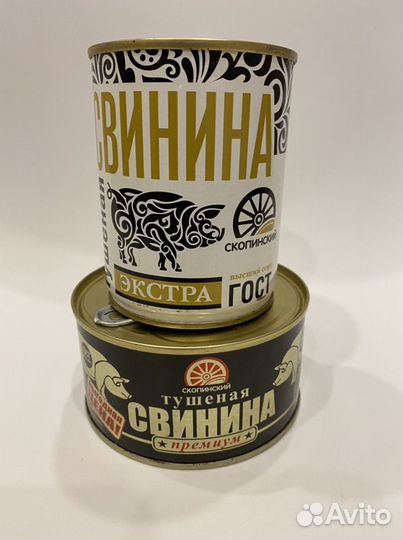 СВИНИНА
тушеная
СКОПИНСКИЙ
ЭКСТРА
высший сорт
ГОСТ
СКОПИНСКИЙ
тушеная
СВИНИНА
премиум
Avito